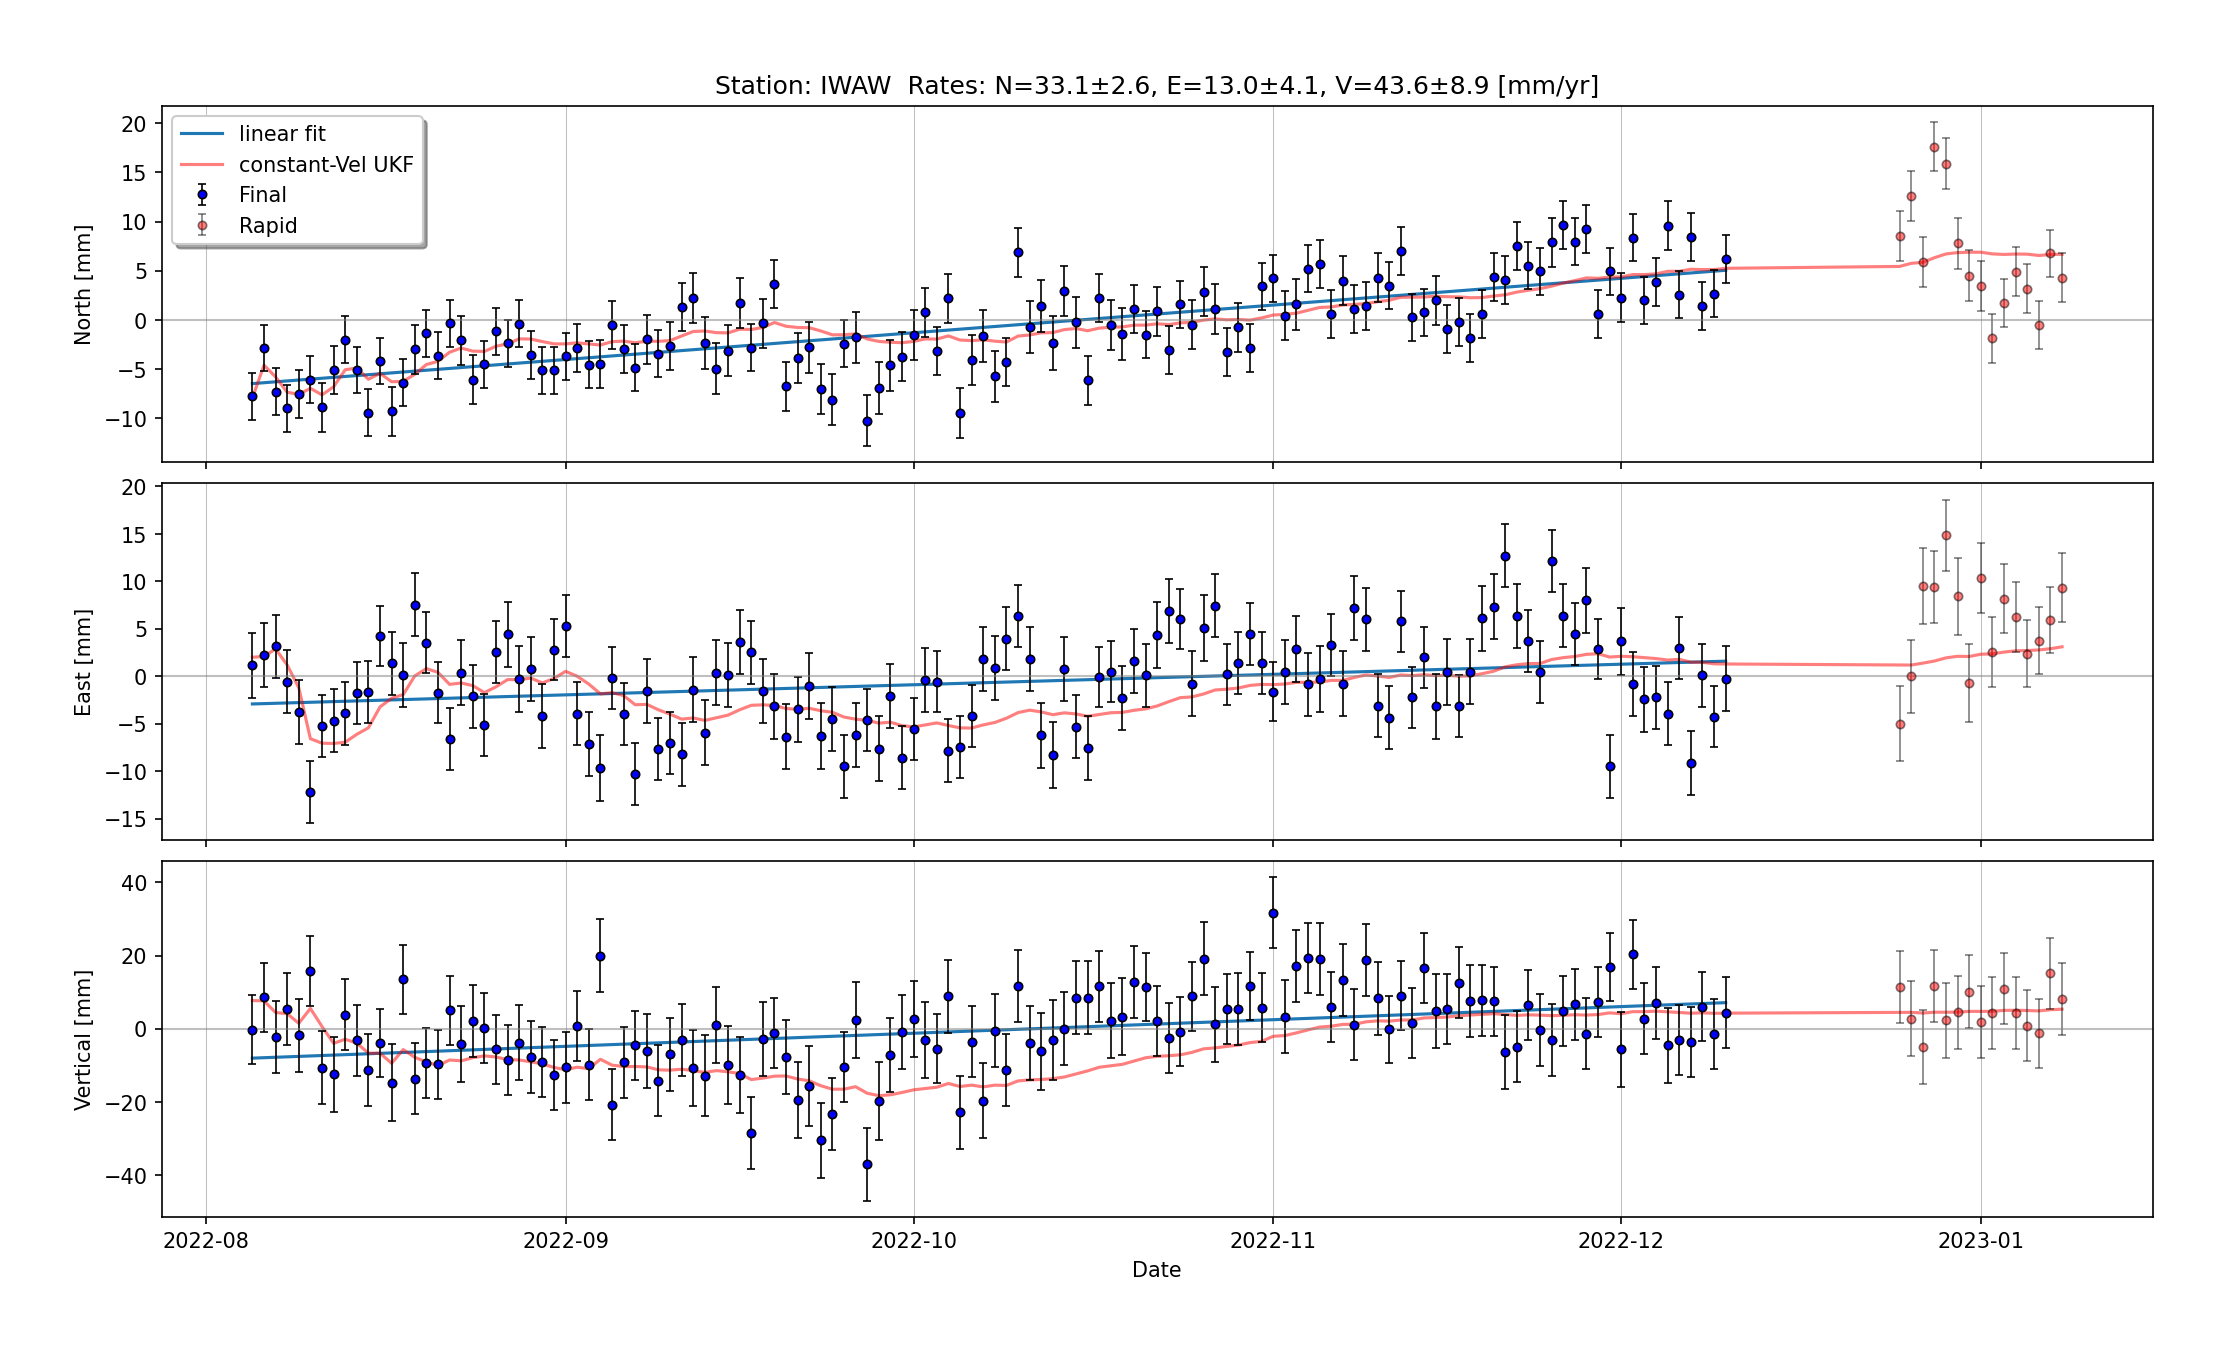 Station: IWAW  Rates: N=33.1±2.6, E=13.0±4.1, V=43.6±8.9 [mm/yr]
linear fit
constant-Vel UKF
Final
Rapid
North [mm]
20
15
10
5
0
−5
−10
East [mm]
20
15
10
5
0
−5
−10
−15
Vertical [mm]
40
20
0
−20
−40
2022-08 2022-09 2022-10 2022-11 2022-12 2023-01
Date